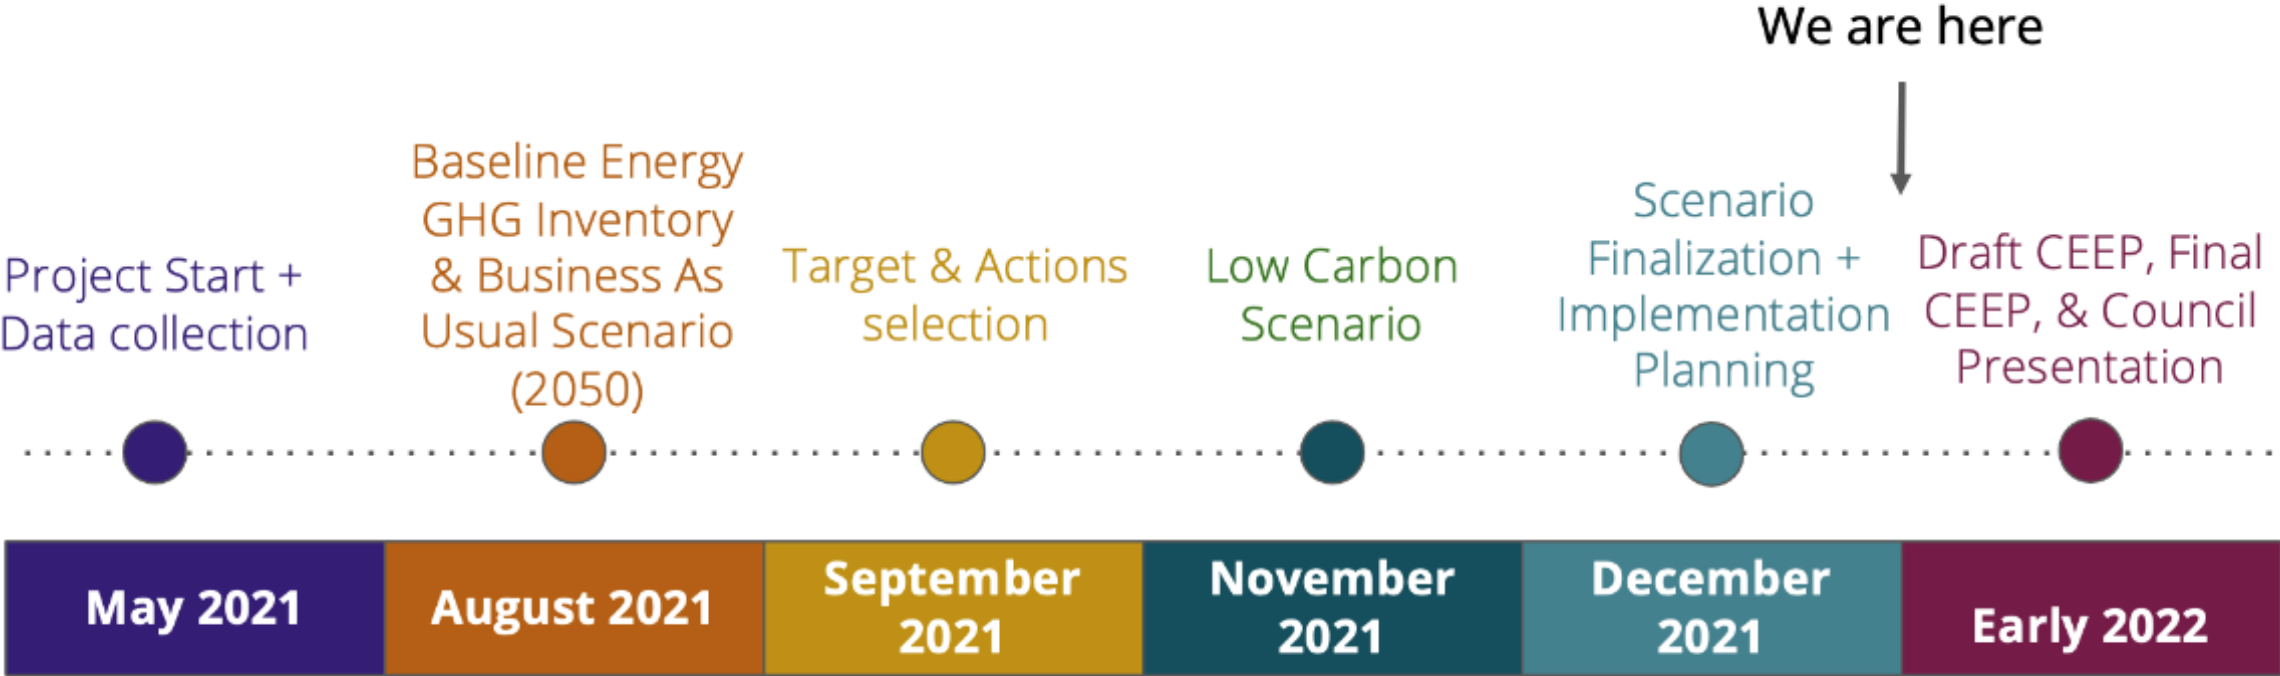 We are here
Project Start +
Data collection
Baseline Energy
GHG Inventory
& Business As
Usual Scenario
(2050)
Target & Actions
selection
Low Carbon
Scenario
Scenario
Finalization +
Implementation
Planning
Draft CEEP, Final
CEEP, & Council
Presentation
May 2021
August 2021
September
2021
November
2021
December
2021
Early 2022